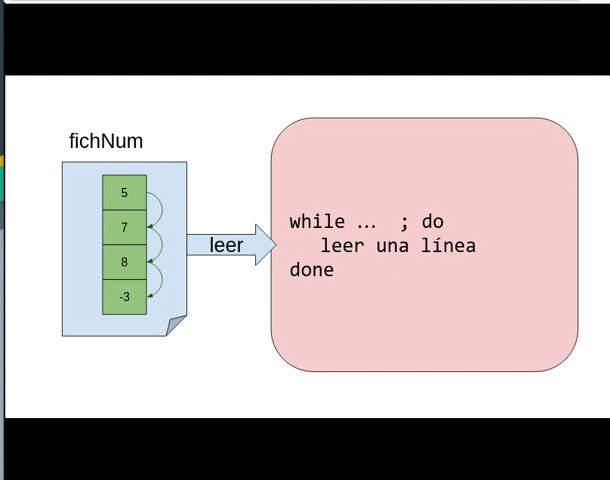 fichNum
5
7
8
-3
leer
while ... ; do
leer una línea
done